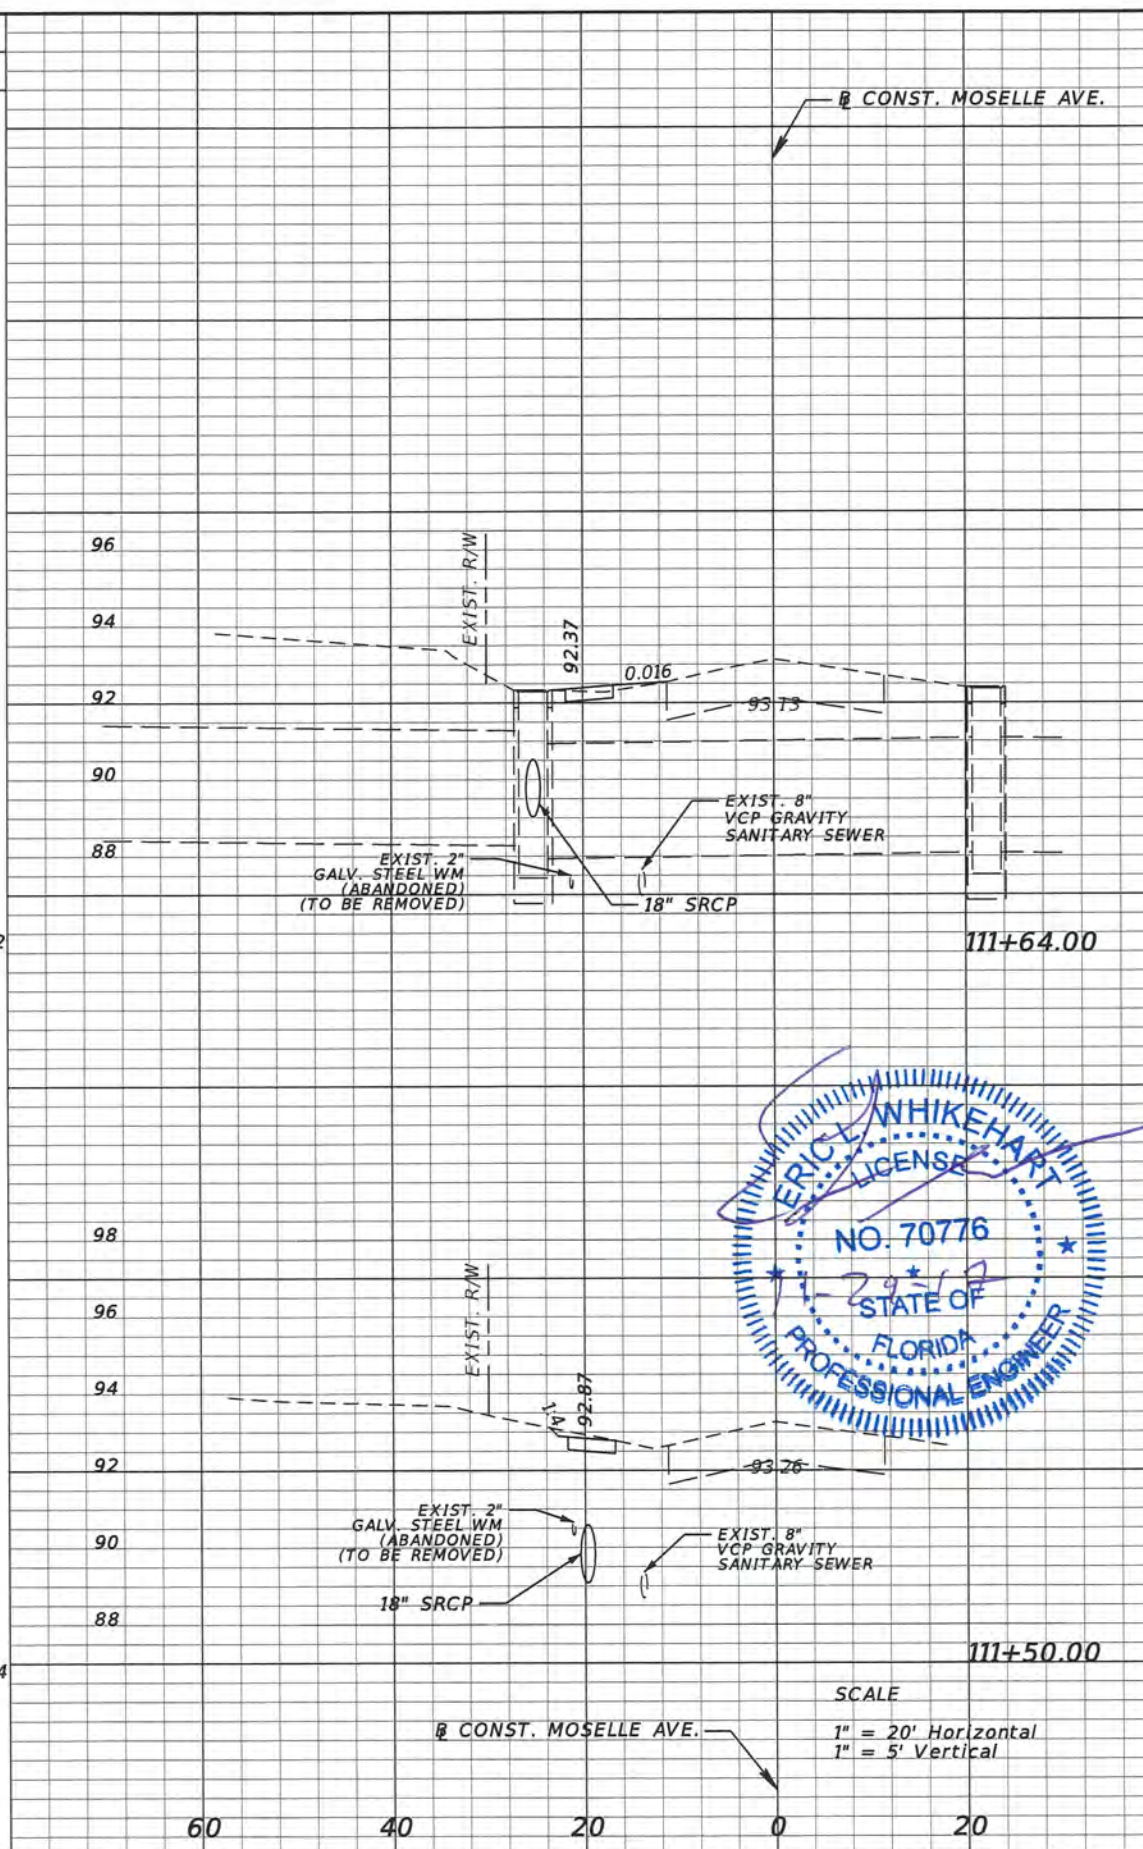 ℄ CONST. MOSELLE AVE.
96
94
92
90
88
EXIST. R/W
92.37
0.016
93.13
EXIST. 8"
VCP GRAVITY
SANITARY SEWER
EXIST. 2"
GALV. STEEL WM
(ABANDONED)
(TO BE REMOVED)
18" SRCP
2
111+64.00
ERIC L. WHIKEHART
LICENSE
NO. 70776
STATE OF
FLORIDA
PROFESSIONAL ENGINEER
98
96
94
92
90
88
EXIST. R/W
1:4
92.87
93.26
EXIST. 2"
GALV. STEEL WM
(ABANDONED)
(TO BE REMOVED)
EXIST. 8"
VCP GRAVITY
SANITARY SEWER
18" SRCP
111+50.00
4
SCALE
1" = 20' Horizontal
1" = 5' Vertical
℄ CONST. MOSELLE AVE.
60
40
20
0
20